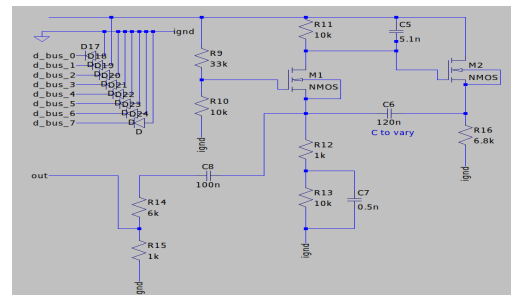 R11
10k
C5
5.1n
ignd
D17
d_bus_0
d_bus_1
d_bus_2
d_bus_3
d_bus_4
d_bus_5
d_bus_6
d_bus_7
D
R9
33k
M1
NMOS
M2
NMOS
R10
10k
ignd
C6
120n
C to vary
R16
6.8k
ignd
R12
1k
C8
100n
out
R14
6k
R13
10k
C7
0.5n
ignd
R15
1k